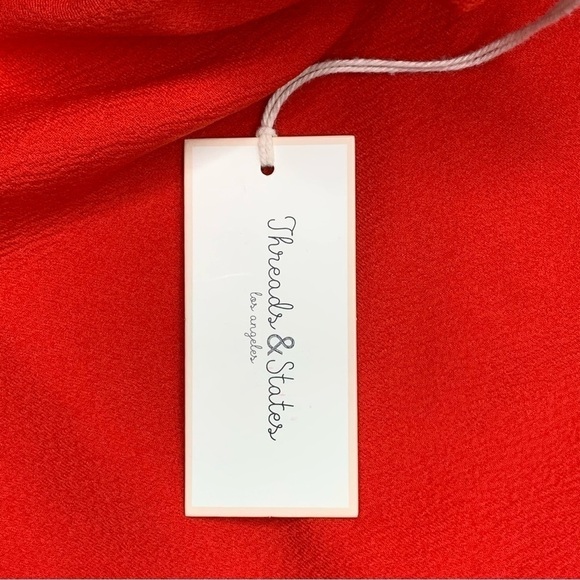 Threads & States
los angeles